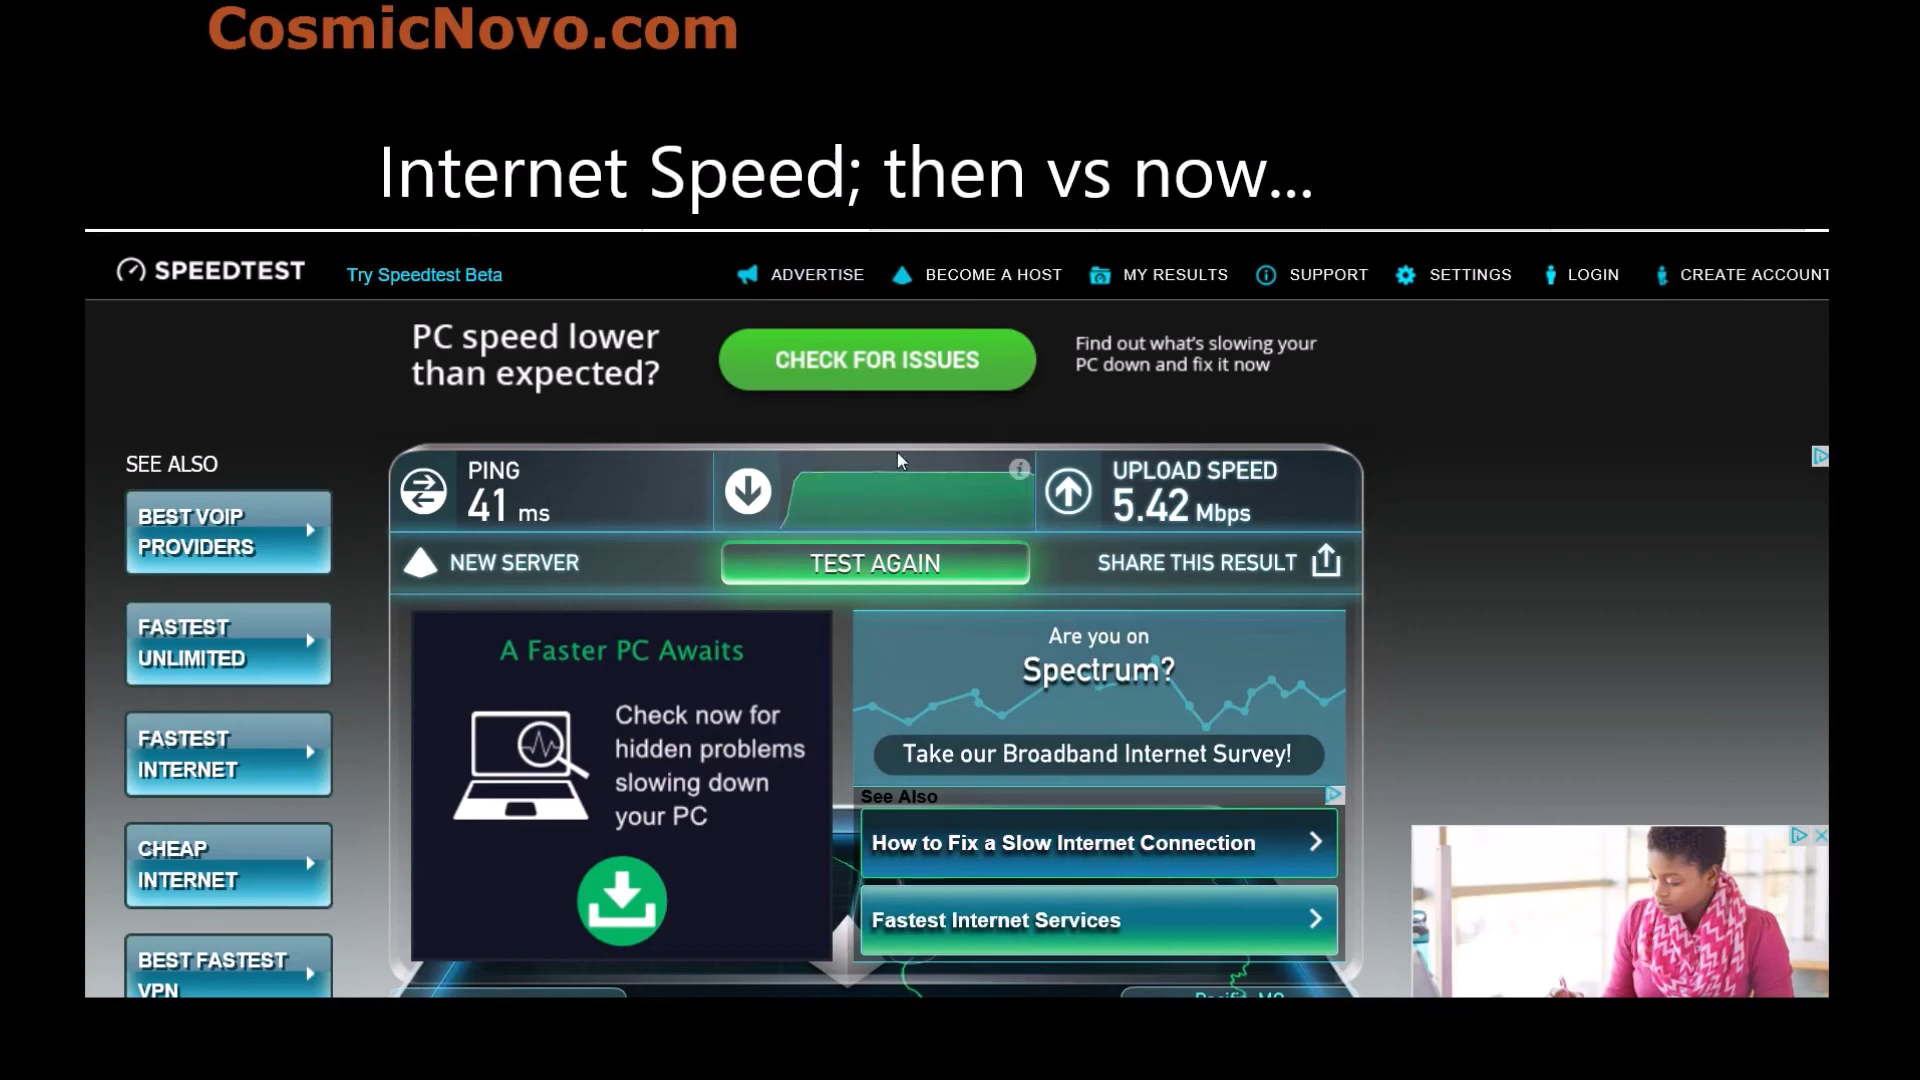 CosmicNovo.com
Internet Speed; then vs now...
SPEEDTEST
Try Speedtest Beta
ADVERTISE
BECOME A HOST
MY RESULTS
SUPPORT
SETTINGS
LOGIN
CREATE ACCOUNT
PC speed lower
than expected?
CHECK FOR ISSUES
Find out what's slowing your
PC down and fix it now
SEE ALSO
BEST VOIP
PROVIDERS
FASTEST
UNLIMITED
FASTEST
INTERNET
CHEAP
INTERNET
BEST FASTEST
VPN
PING
41 ms
UPLOAD SPEED
5.42 Mbps
NEW SERVER
TEST AGAIN
SHARE THIS RESULT
A Faster PC Awaits
Check now for
hidden problems
slowing down
your PC
Are you on
Spectrum?
Take our Broadband Internet Survey!
See Also
How to Fix a Slow Internet Connection
Fastest Internet Services